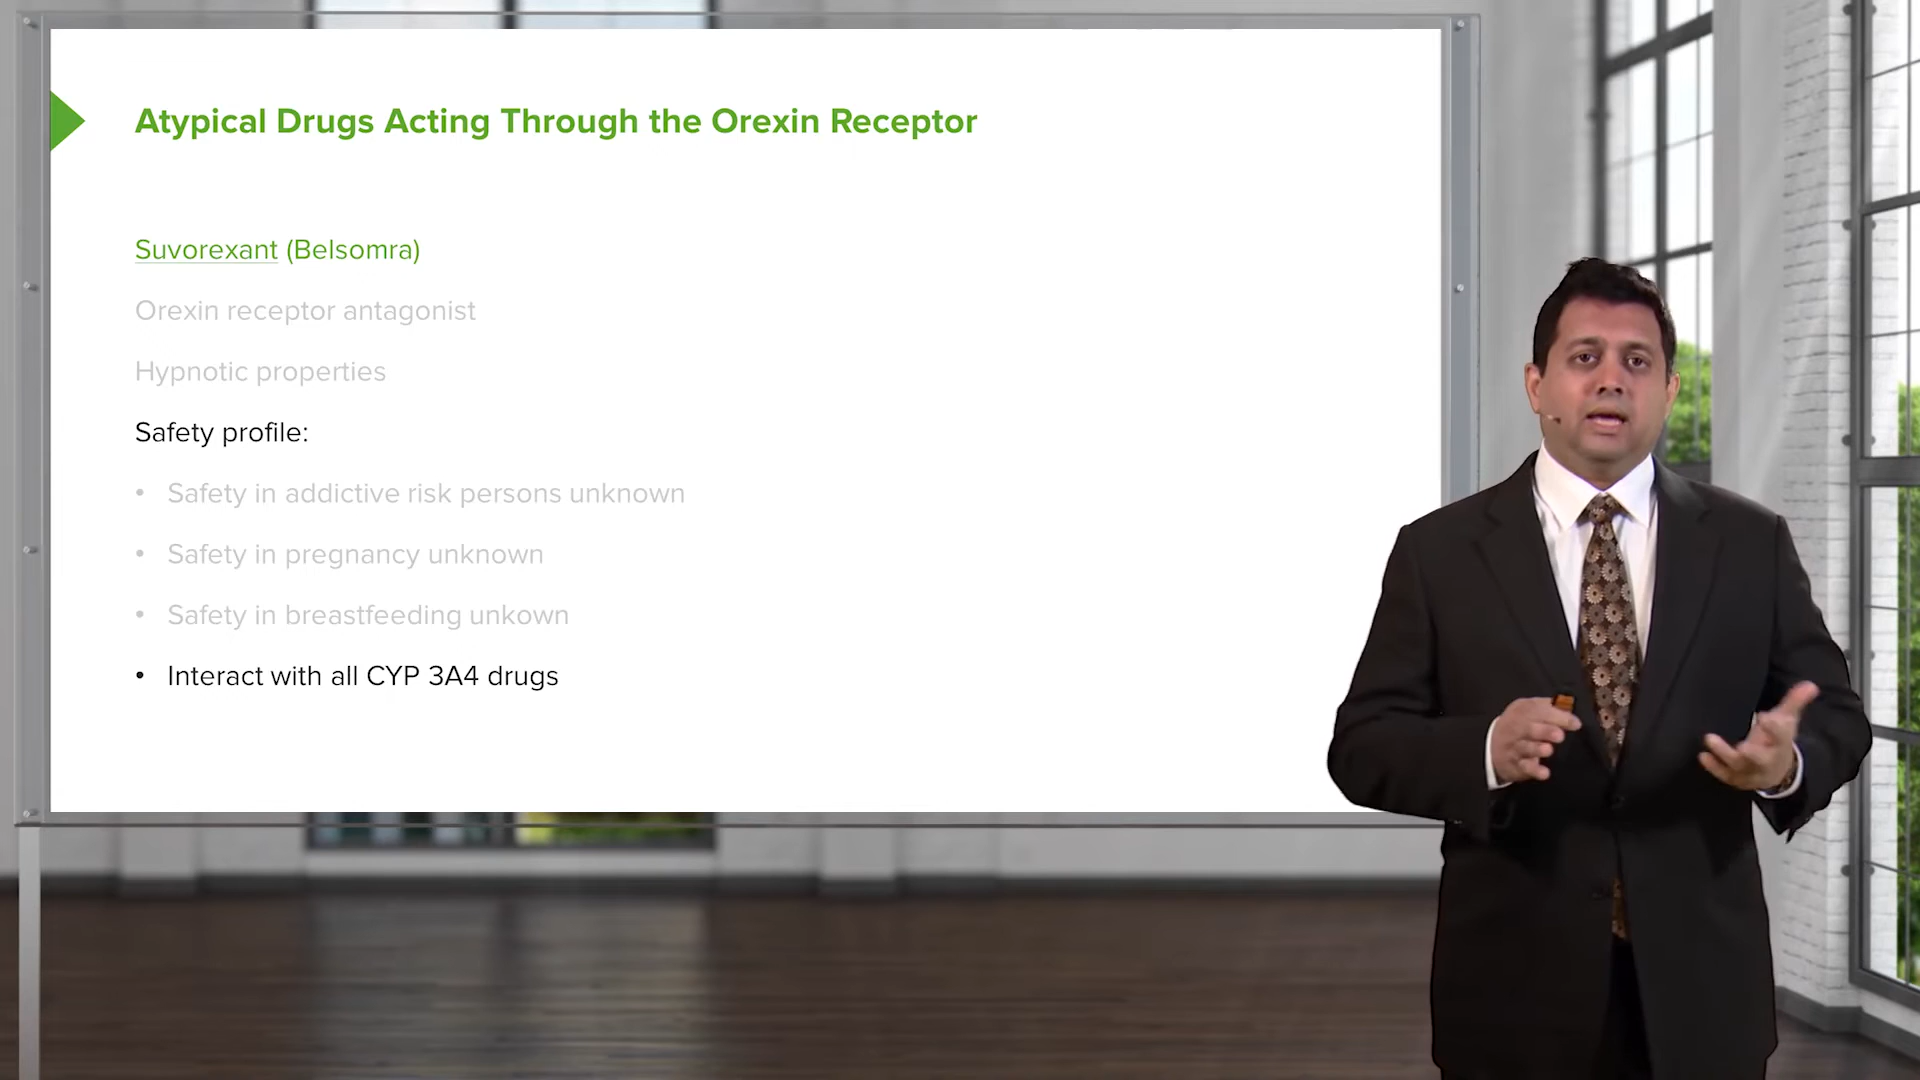 Atypical Drugs Acting Through the Orexin Receptor
Suvorexant (Belsomra)
Orexin receptor antagonist
Hypnotic properties
Safety profile:
• Safety in addictive risk persons unknown
• Safety in pregnancy unknown
• Safety in breastfeeding unkown
• Interact with all CYP 3A4 drugs